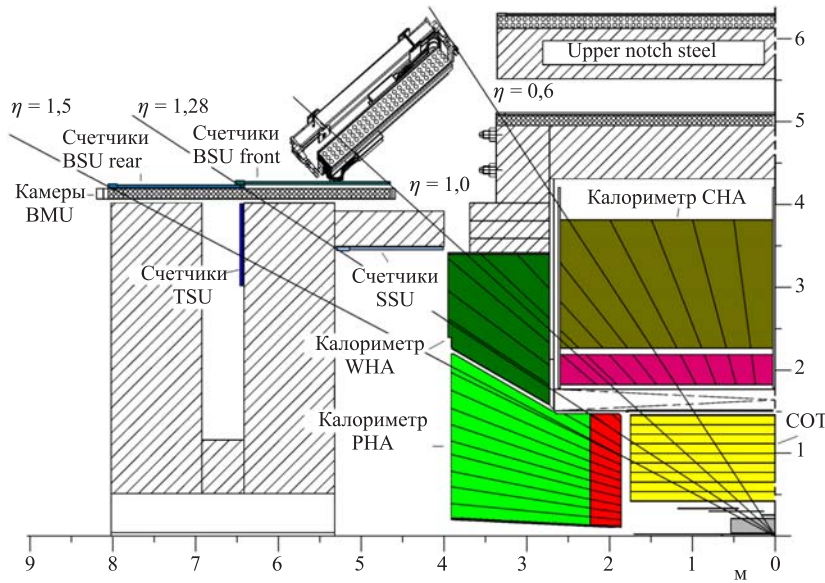 Upper notch steel
6
η = 0,6
η = 1,5
η = 1,28
Счетчики
BSU rear
Счетчики
BSU front
5
Камеры
BMU
η = 1,0
Калориметр CHA
4
Счетчики
TSU
Счетчики
SSU
3
Калориметр
WHA
2
Калориметр
PHA
COT
1
9
8
7
6
5
4
3
2
1
0
м